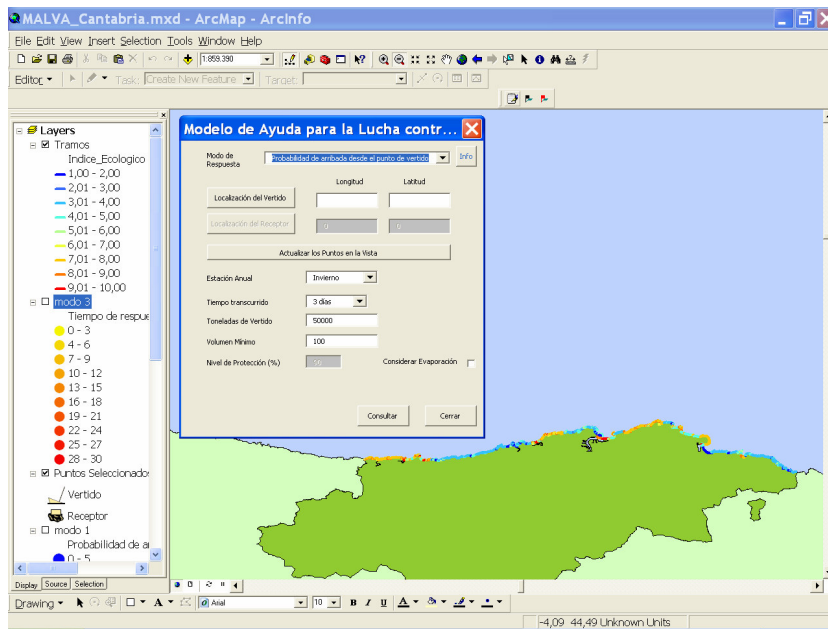 MALVA_Cantabria.mxd - ArcMap - ArcInfo
File Edit View Insert Selection Tools Window Help
1:859.390
Editor Task: Create New Feature Target:
Layers
Tramos
Indice_Ecologico
1,00 - 2,00
2,01 - 3,00
3,01 - 4,00
4,01 - 5,00
5,01 - 6,00
6,01 - 7,00
7,01 - 8,00
8,01 - 9,00
9,01 - 10,00
modo 3
Tiempo de respue
0 - 3
4 - 6
7 - 9
10 - 12
13 - 15
16 - 18
19 - 21
22 - 24
25 - 27
28 - 30
Puntos Seleccionado
Vertido
Receptor
modo 1
Probabilidad de a
0 - 5
Display Source Selection
Modelo de Ayuda para la Lucha contr...
Modo de Respuesta Probabilidad de arribada desde el punto de vertido Info
Longitud Latitud
Localización del Vertido
Localización del Receptor 0 0
Actualizar los Puntos en la Vista
Estación Anual Invierno
Tiempo transcurrido 3 días
Toneladas de Vertido 50000
Volumen Mínimo 100
Nivel de Protección (%) Considerar Evaporación
Consultar Cerrar
Drawing A Arial 10 B I U A
-4,09 44,49 Unknown Units